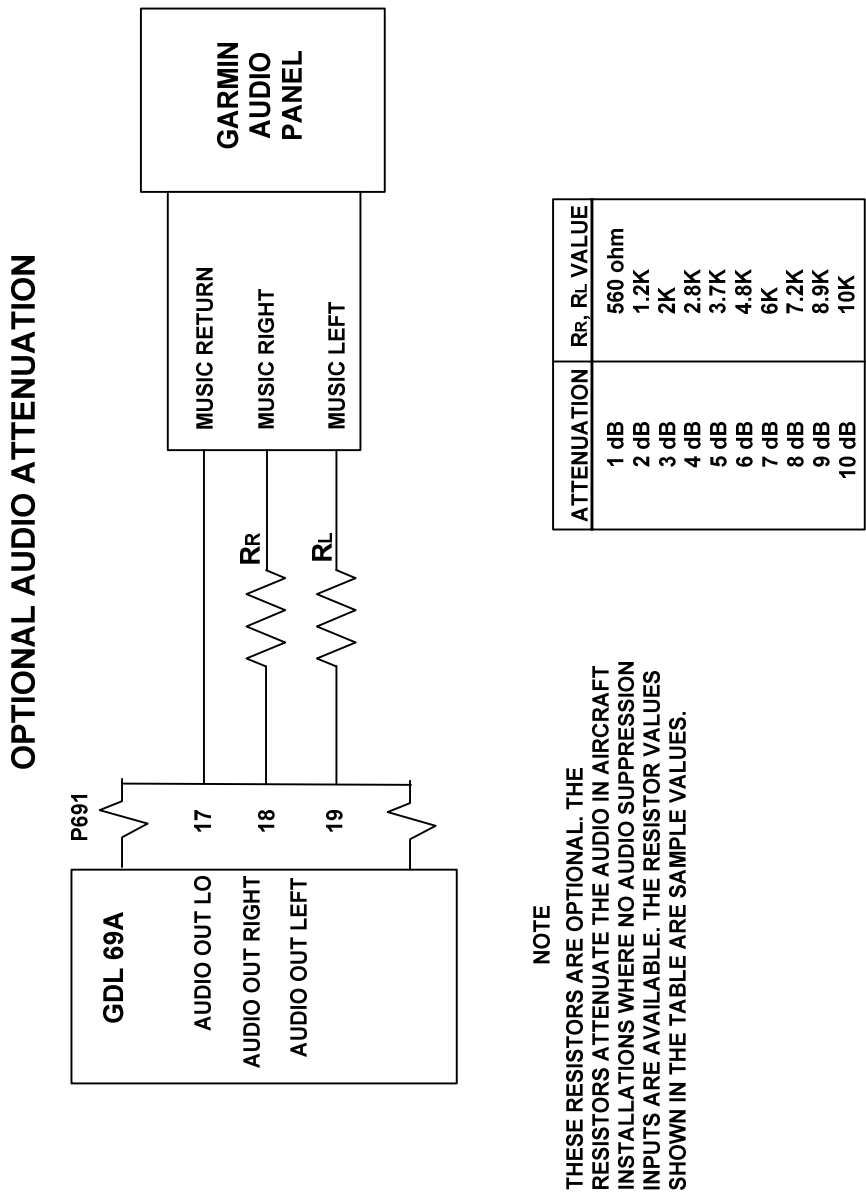 OPTIONAL AUDIO ATTENUATION
GDL 69A
P691
AUDIO OUT LO
17
MUSIC RETURN
AUDIO OUT RIGHT
18
RR
MUSIC RIGHT
AUDIO OUT LEFT
19
RL
MUSIC LEFT
GARMIN
AUDIO
PANEL
NOTE
THESE RESISTORS ARE OPTIONAL. THE
RESISTORS ATTENUATE THE AUDIO IN AIRCRAFT
INSTALLATIONS WHERE NO AUDIO SUPPRESSION
INPUTS ARE AVAILABLE. THE RESISTOR VALUES
SHOWN IN THE TABLE ARE SAMPLE VALUES.
ATTENUATION RR, RL VALUE
1 dB 560 ohm
2 dB 1.2K
3 dB 2K
4 dB 2.8K
5 dB 3.7K
6 dB 4.8K
7 dB 6K
8 dB 7.2K
9 dB 8.9K
10 dB 10K